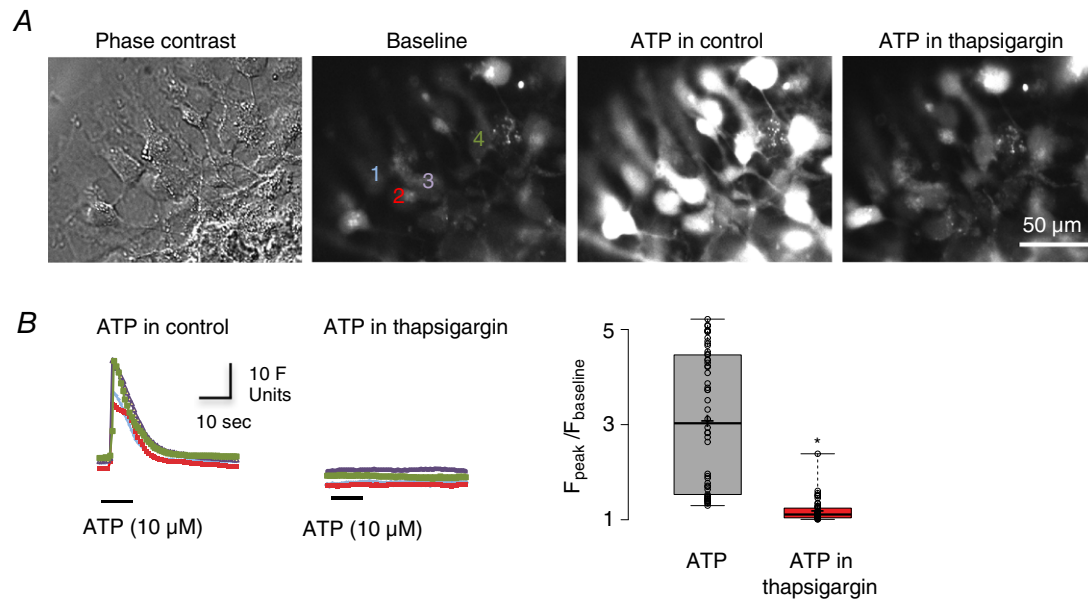 A
Phase contrast
Baseline
ATP in control
ATP in thapsigargin
1
2
3
4
50 µm
B
ATP in control
ATP in thapsigargin
10 F
Units
10 sec
ATP (10 µM)
ATP (10 µM)
F peak /F baseline
5
3
1
*
ATP
ATP in
thapsigargin